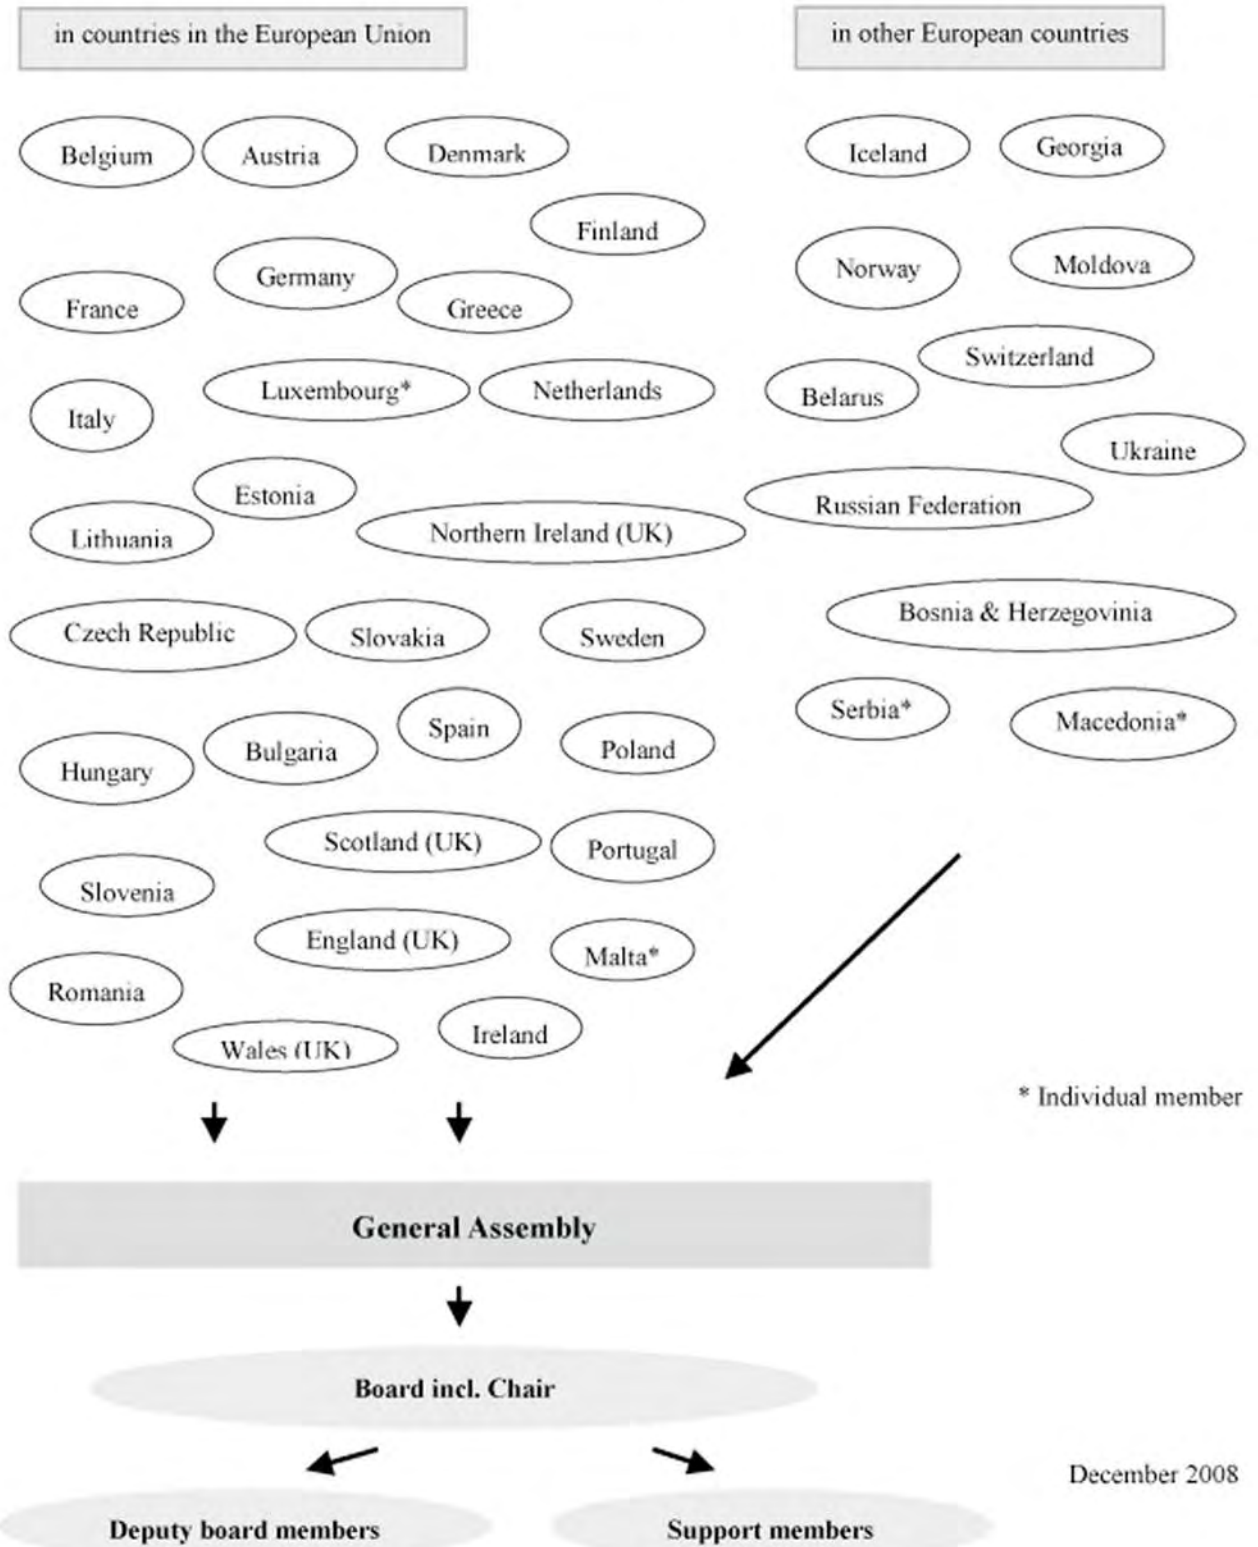 in countries in the European Union
in other European countries
Belgium
Austria
Denmark
Iceland
Georgia
Finland
Germany
Norway
Moldova
France
Greece
Switzerland
Luxembourg*
Netherlands
Belarus
Italy
Ukraine
Estonia
Russian Federation
Lithuania
Northern Ireland (UK)
Bosnia & Herzegovinia
Czech Republic
Slovakia
Sweden
Serbia*
Macedonia*
Spain
Bulgaria
Poland
Hungary
Scotland (UK)
Portugal
Slovenia
England (UK)
Malta*
Romania
Ireland
Wales (UK)
* Individual member
General Assembly
Board incl. Chair
December 2008
Deputy board members
Support members